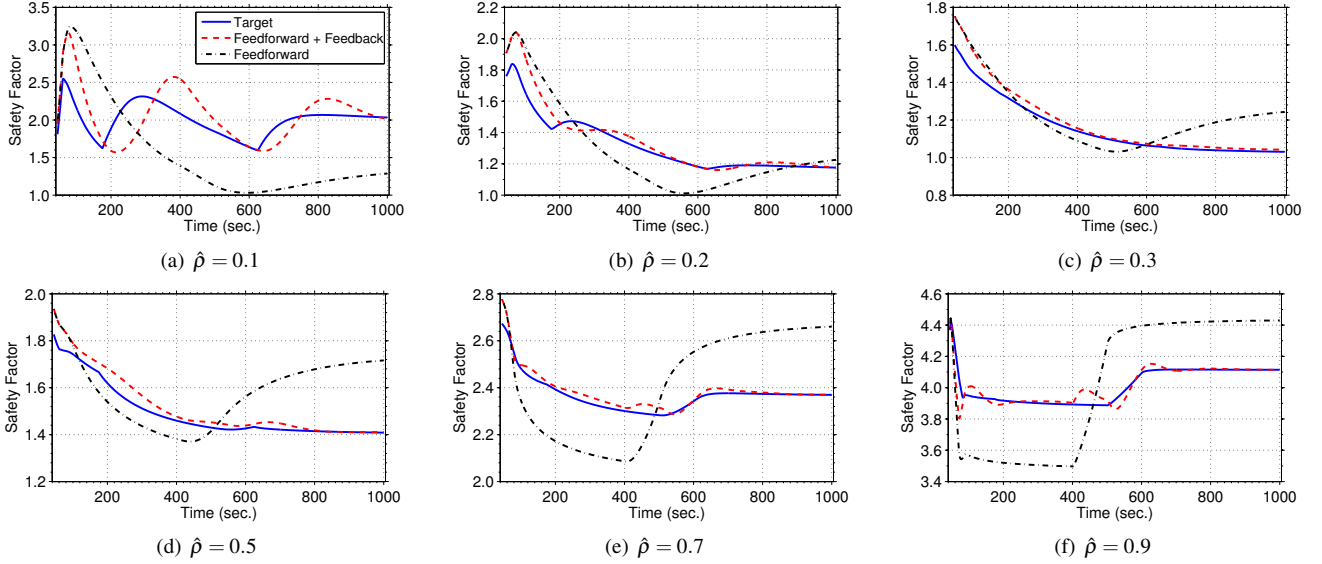 3.5
3.0
2.5
2.0
1.5
1.0
Safety Factor
Target
Feedforward + Feedback
Feedforward
200 400 600 800 1000
Time (sec.)
(a) ρ̂ = 0.1
2.2
2.0
1.8
1.6
1.4
1.2
1.0
Safety Factor
200 400 600 800 1000
Time (sec.)
(b) ρ̂ = 0.2
1.8
1.6
1.4
1.2
1.0
0.8
Safety Factor
200 400 600 800 1000
Time (sec.)
(c) ρ̂ = 0.3
2.0
1.8
1.6
1.4
1.2
Safety Factor
200 400 600 800 1000
Time (sec.)
(d) ρ̂ = 0.5
2.8
2.6
2.4
2.2
2.0
Safety Factor
200 400 600 800 1000
Time (sec.)
(e) ρ̂ = 0.7
4.6
4.4
4.2
4.0
3.8
3.6
3.4
Safety Factor
200 400 600 800 1000
Time (sec.)
(f) ρ̂ = 0.9